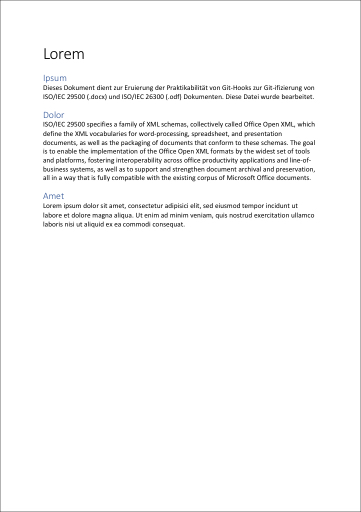 Lorem
Ipsum
Dieses Dokument dient zur Eruierung der Praktikabilität von Git-Hooks zur Git-ifizierung von
ISO/IEC 29500 (.docx) und ISO/IEC 26300 (.odf) Dokumenten. Diese Datei wurde bearbeitet.
Dolor
ISO/IEC 29500 specifies a family of XML schemas, collectively called Office Open XML, which
define the XML vocabularies for word-processing, spreadsheet, and presentation
documents, as well as the packaging of documents that conform to these schemas. The goal
is to enable the implementation of the Office Open XML formats by the widest set of tools
and platforms, fostering interoperability across office productivity applications and line-of-
business systems, as well as to support and strengthen document archival and preservation,
all in a way that is fully compatible with the existing corpus of Microsoft Office documents.
Amet
Lorem ipsum dolor sit amet, consectetur adipisici elit, sed eiusmod tempor incidunt ut
labore et dolore magna aliqua. Ut enim ad minim veniam, quis nostrud exercitation ullamco
laboris nisi ut aliquid ex ea commodi consequat.